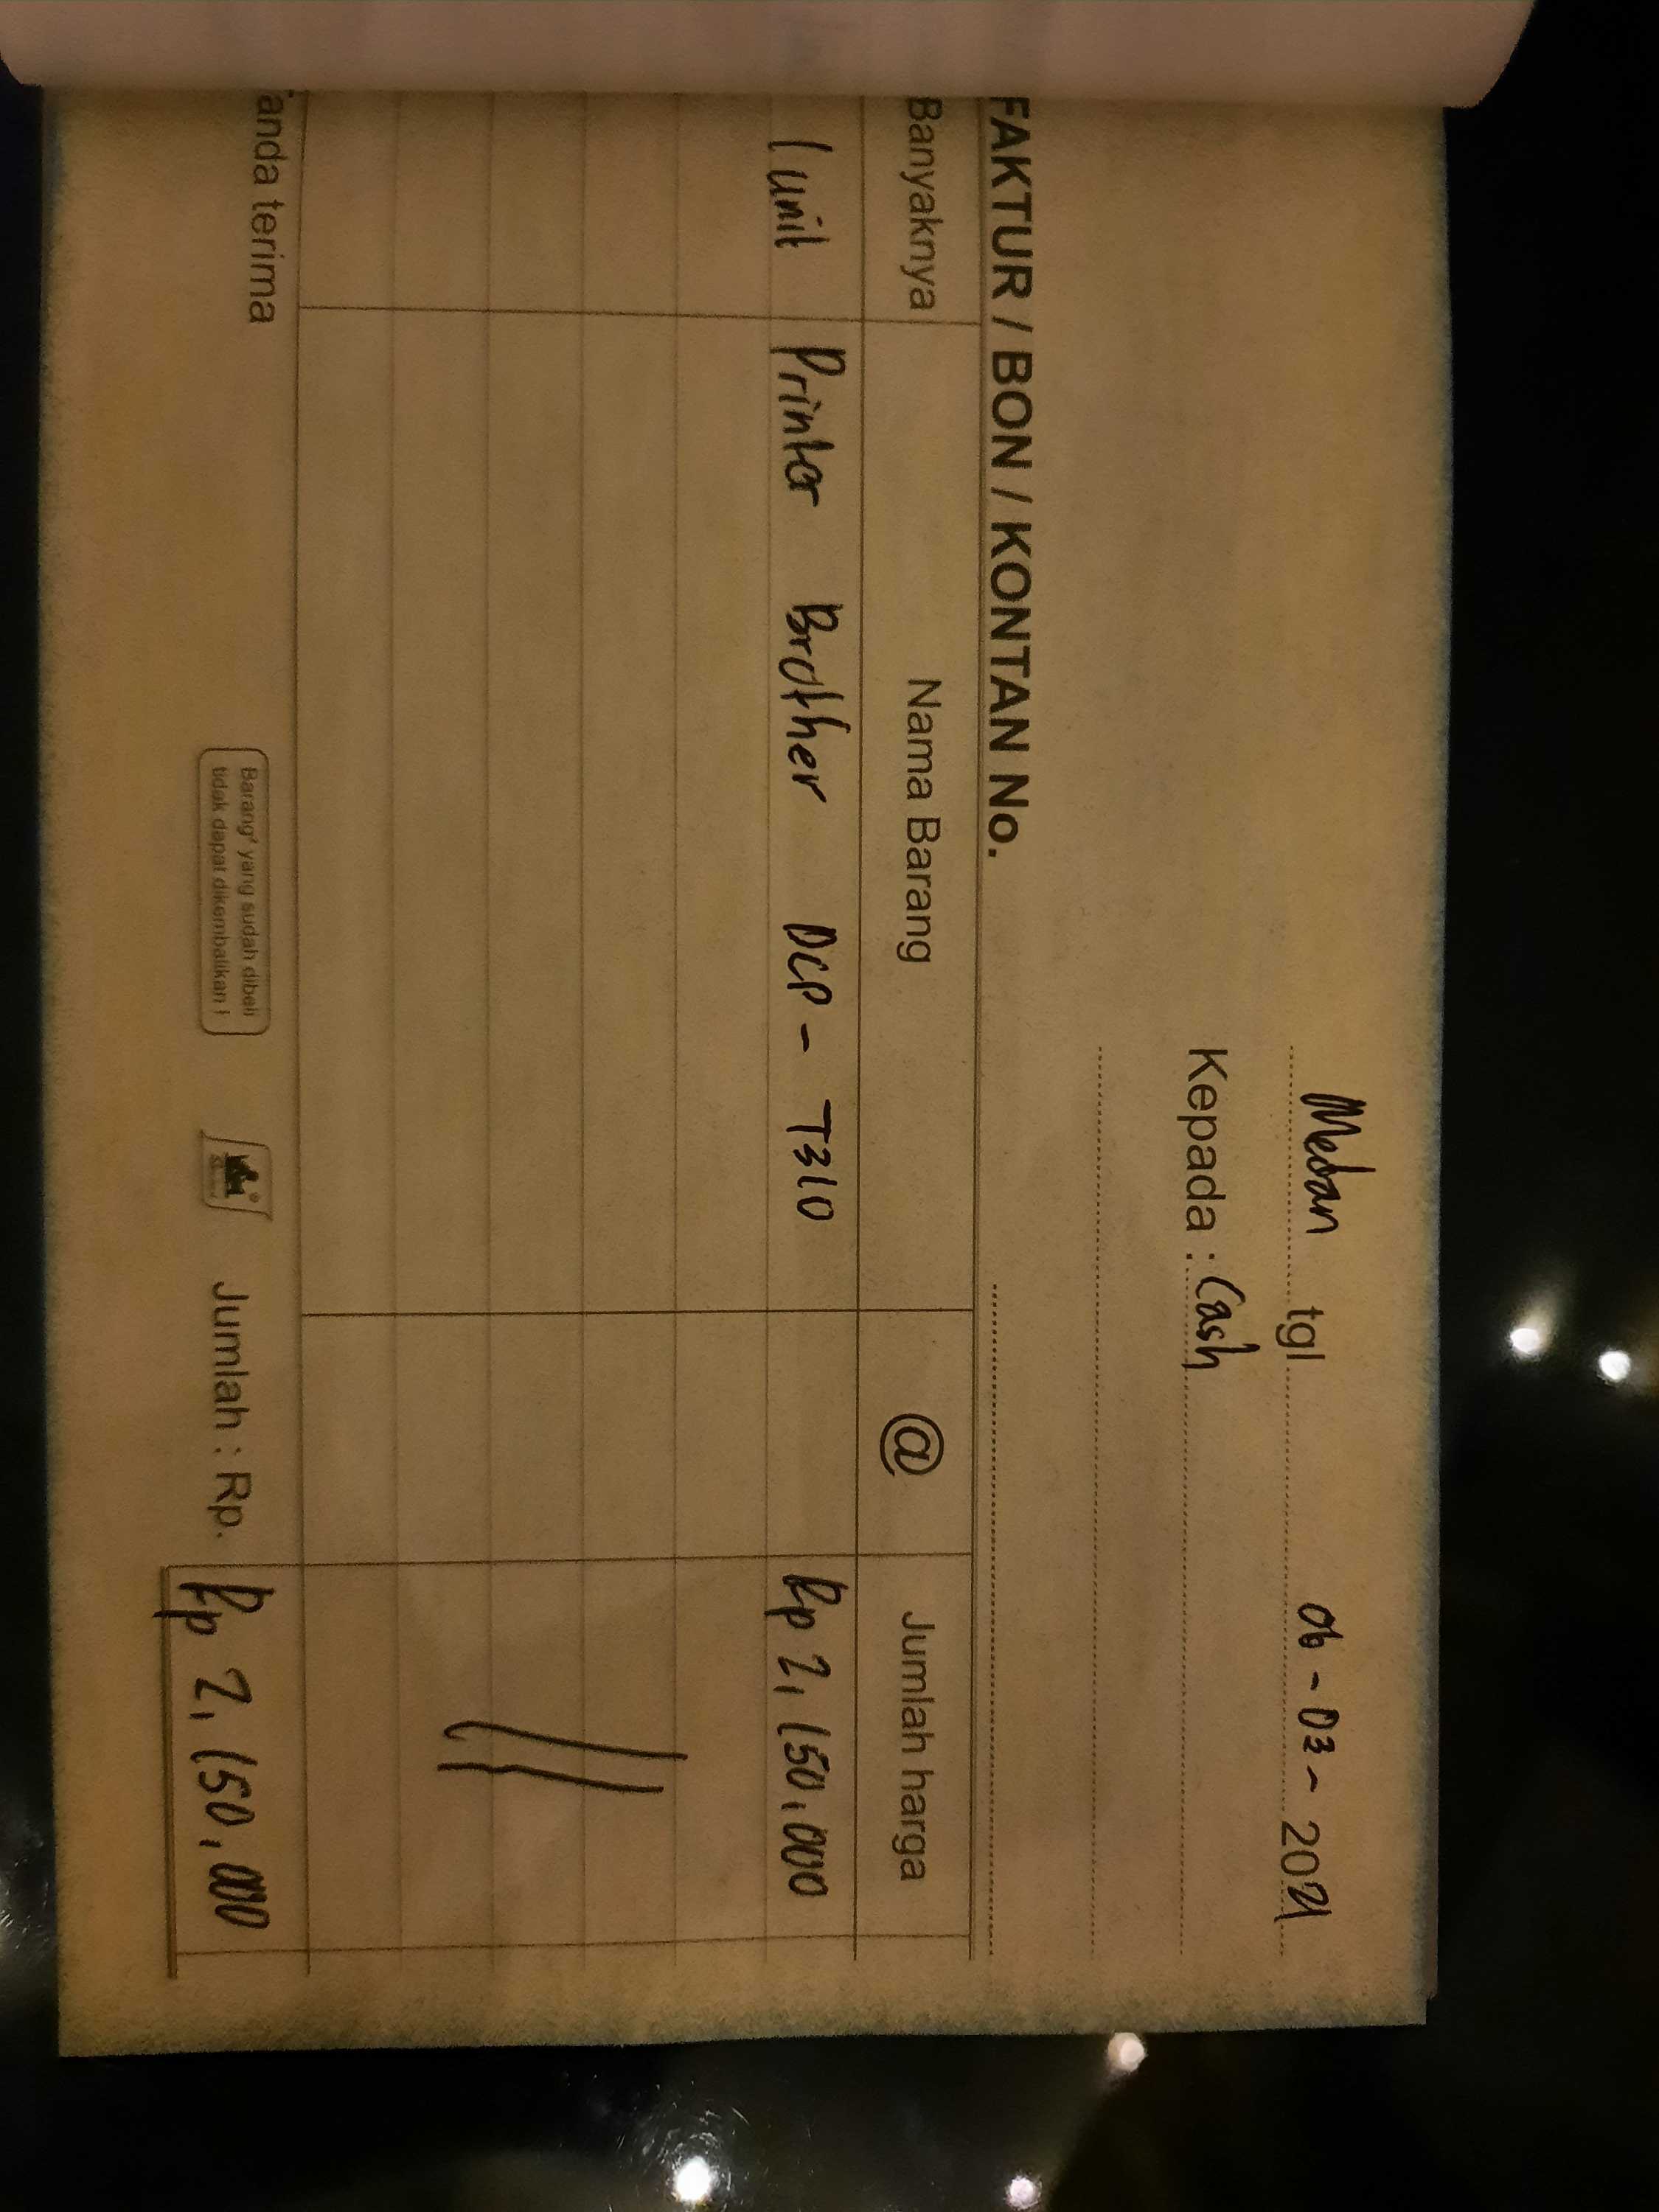 Medan tgl. 06 - 03 - 2021
Kepada : Cash
FAKTUR / BON / KONTAN No.
Banyaknya Nama Barang @ Jumlah harga
1 unit Printer Brother DCP - T310 Rp 2,150,000
anda terima Jumlah : Rp. Rp 2,150,000
Barang² yang sudah dibeli
tidak dapat dikembalikan !